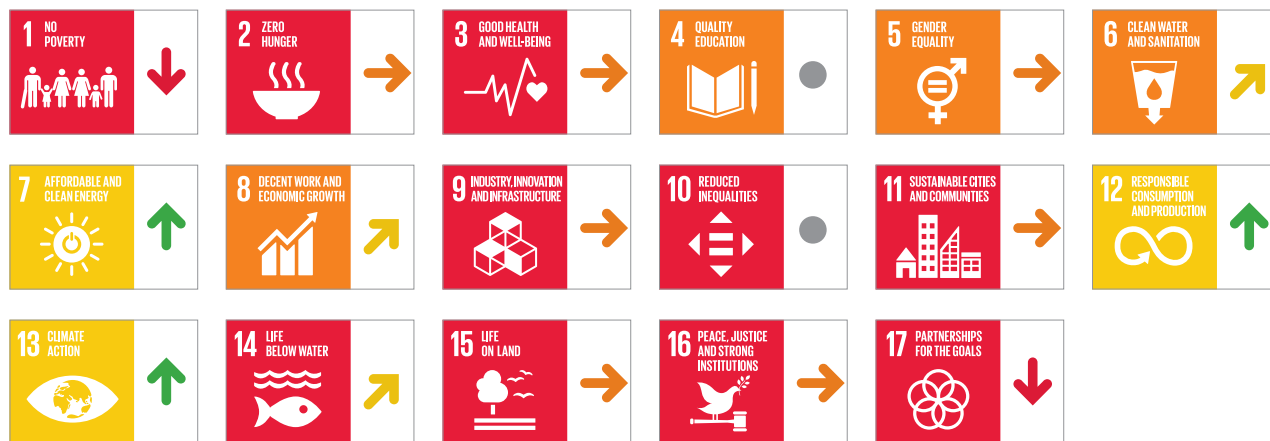 1 NO
POVERTY
2 ZERO
HUNGER
3 GOOD HEALTH
AND WELL-BEING
4 QUALITY
EDUCATION
5 GENDER
EQUALITY
6 CLEAN WATER
AND SANITATION
7 AFFORDABLE AND
CLEAN ENERGY
8 DECENT WORK AND
ECONOMIC GROWTH
9 INDUSTRY, INNOVATION
AND INFRASTRUCTURE
10 REDUCED
INEQUALITIES
11 SUSTAINABLE CITIES
AND COMMUNITIES
12 RESPONSIBLE
CONSUMPTION
AND PRODUCTION
13 CLIMATE
ACTION
14 LIFE
BELOW WATER
15 LIFE
ON LAND
16 PEACE, JUSTICE
AND STRONG
INSTITUTIONS
17 PARTNERSHIPS
FOR THE GOALS